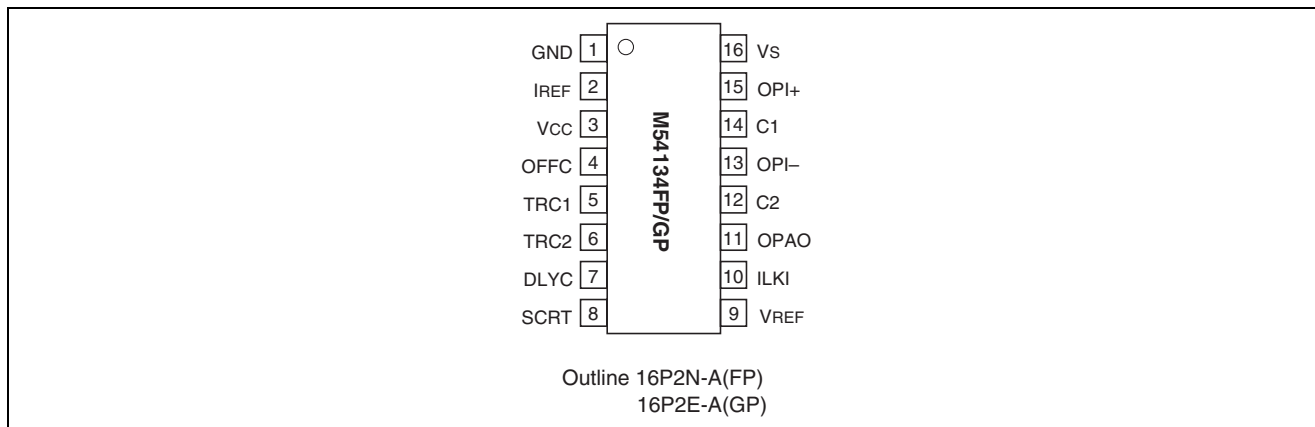 GND 1 16 Vs
IREF 2 15 OPI+
Vcc 3 14 C1
OFFC 4 13 OPI–
TRC1 5 12 C2
TRC2 6 11 OPAO
DLYC 7 10 ILKI
SCRT 8 9 VREF
M54134FP/GP
Outline 16P2N-A(FP)
16P2E-A(GP)